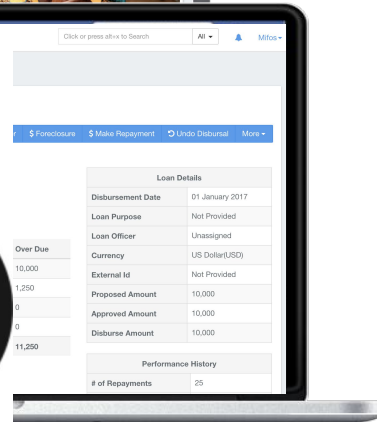 Click or press alt+x to Search All Mifos
$ Foreclosure $ Make Repayment Undo Disbursal More
Loan Details
Disbursement Date 01 January 2017
Loan Purpose Not Provided
Loan Officer Unassigned
Currency US Dollar(USD)
External Id Not Provided
Proposed Amount 10,000
Approved Amount 10,000
Disburse Amount 10,000
Over Due
10,000
1,250
0
0
11,250
Performance History
# of Repayments 25